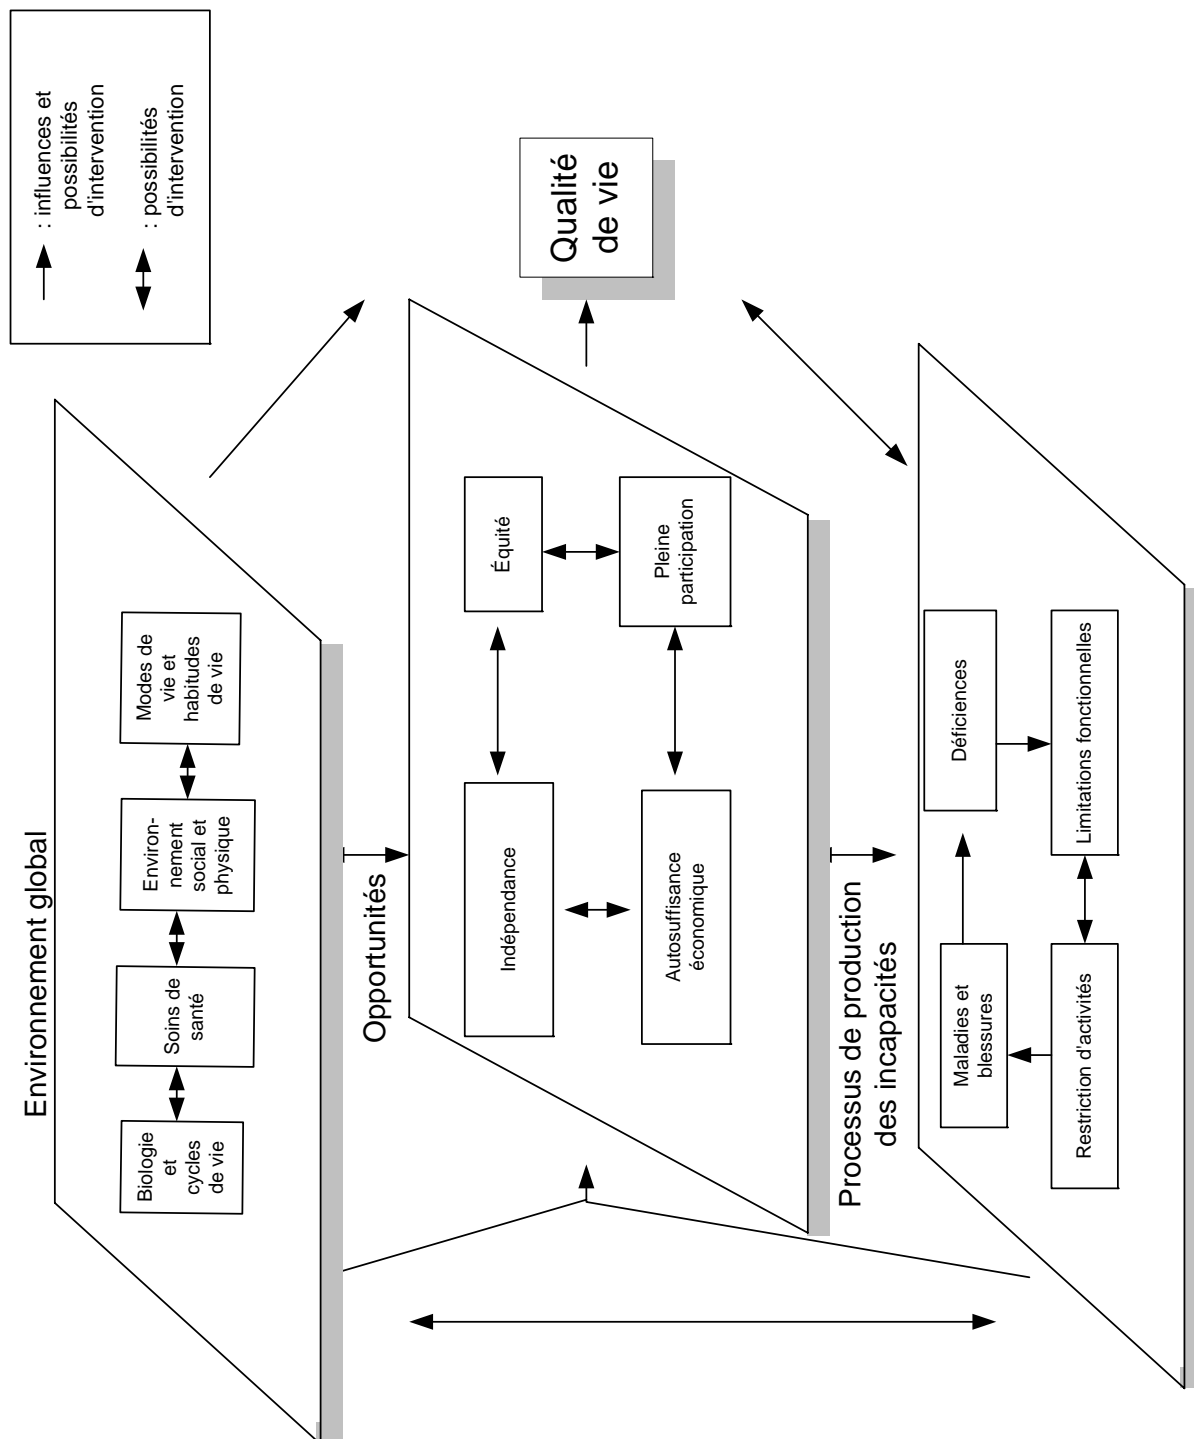 : influences et
possibilités
d'intervention
: possibilités
d'intervention
Environnement global
Biologie
et
cycles
de vie
Soins de
santé
Environ-
nement
social et
physique
Modes de
vie et
habitudes
de vie
Opportunités
Indépendance
Équité
Autosuffisance
économique
Pleine
participation
Qualité
de vie
Processus de production
des incapacités
Maladies et
blessures
Déficiences
Restriction d'activités
Limitations fonctionnelles